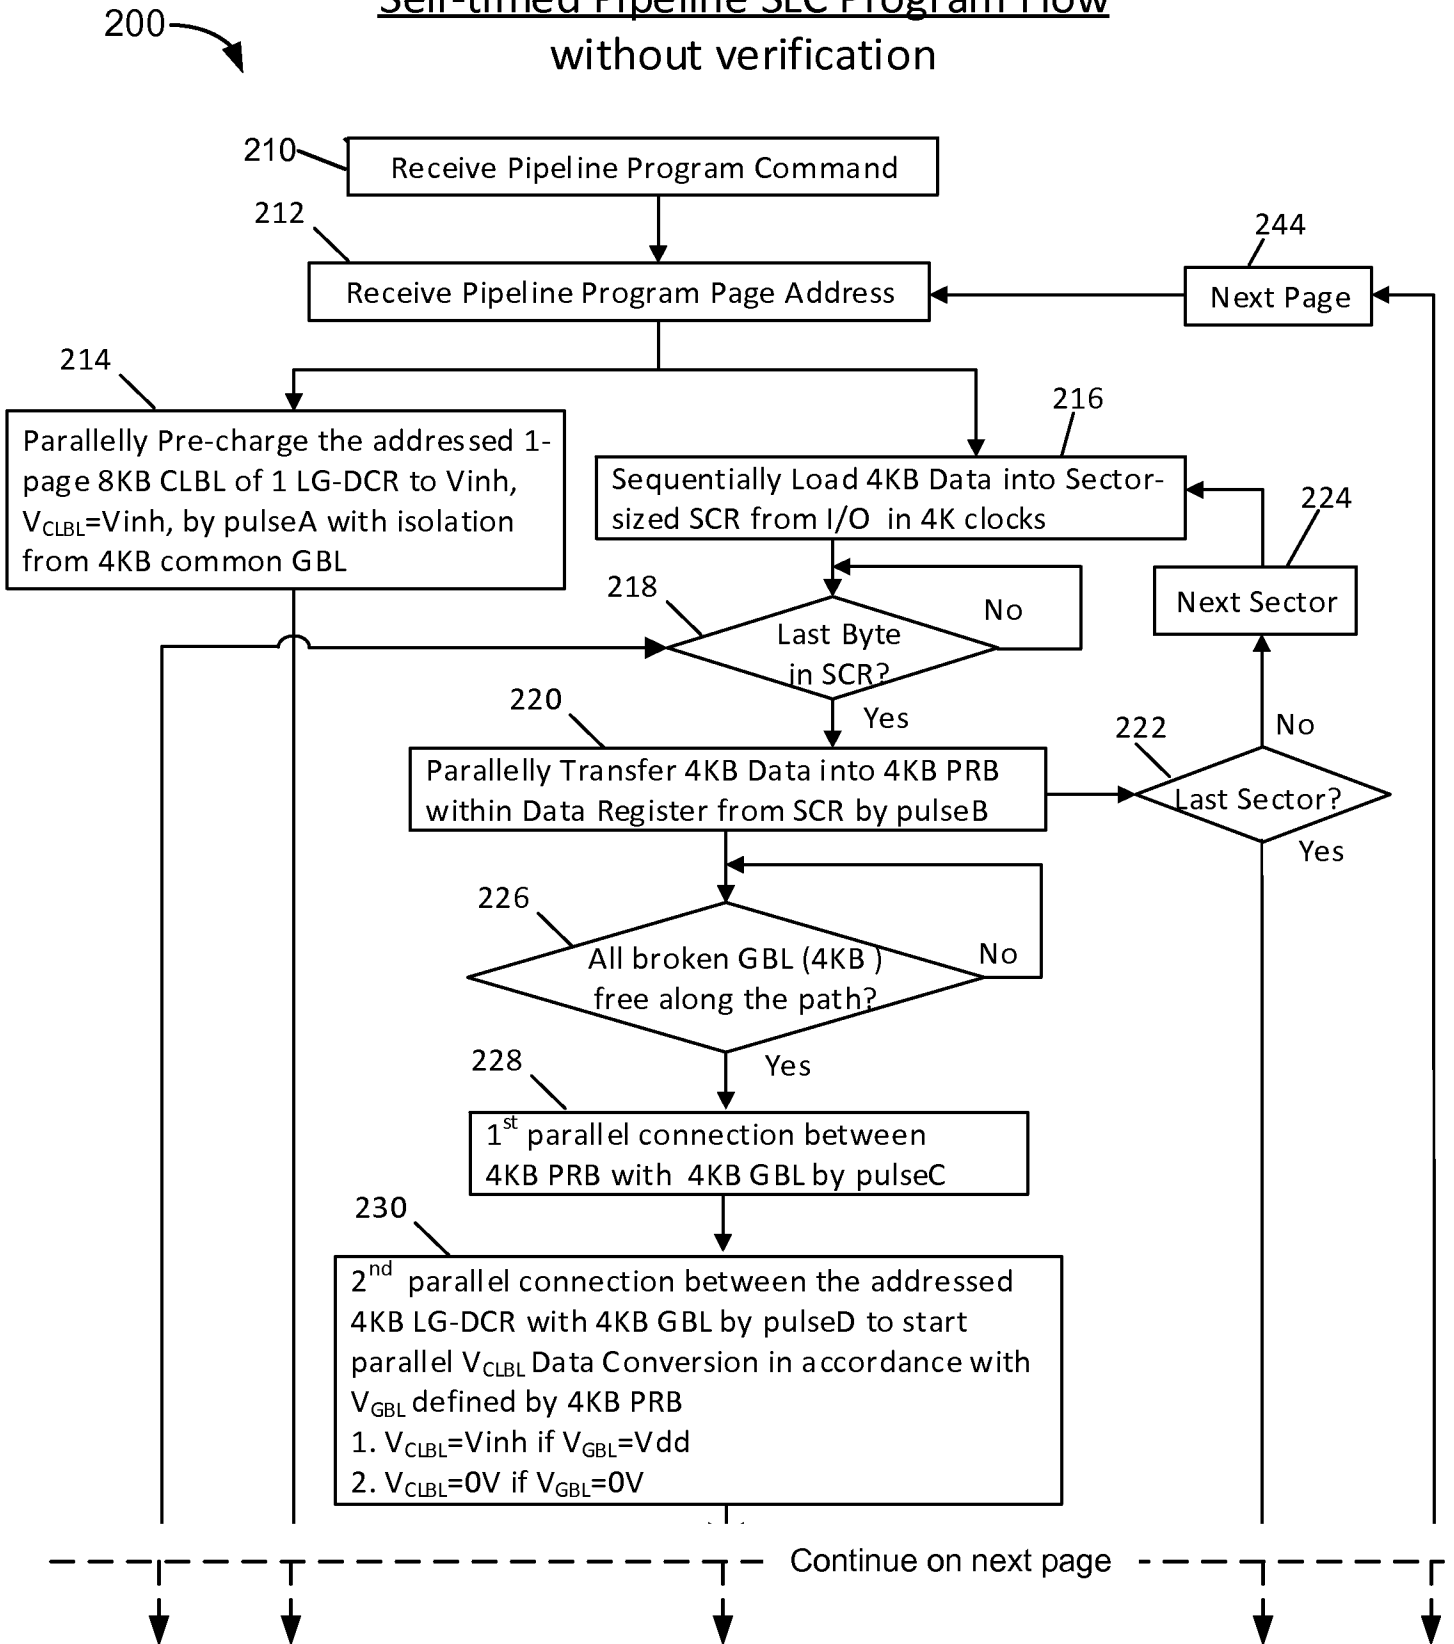 Self-timed Pipeline SLC Program Flow
without verification
200
210
Receive Pipeline Program Command
212
Receive Pipeline Program Page Address
244
Next Page
214
Parallelly Pre-charge the addressed 1-
page 8KB CLBL of 1 LG-DCR to Vinh,
VCLBL=Vinh, by pulseA with isolation
from 4KB common GBL
216
Sequentially Load 4KB Data into Sector-
sized SCR from I/O in 4K clocks
224
Next Sector
218
Last Byte
in SCR?
No
Yes
220
Parallelly Transfer 4KB Data into 4KB PRB
within Data Register from SCR by pulseB
222
Last Sector?
No
Yes
226
All broken GBL (4KB )
free along the path?
No
Yes
228
1st parallel connection between
4KB PRB with 4KB GBL by pulseC
230
2nd parallel connection between the addressed
4KB LG-DCR with 4KB GBL by pulseD to start
parallel VCLBL Data Conversion in accordance with
VGBL defined by 4KB PRB
1. VCLBL=Vinh if VGBL=Vdd
2. VCLBL=0V if VGBL=0V
Continue on next page